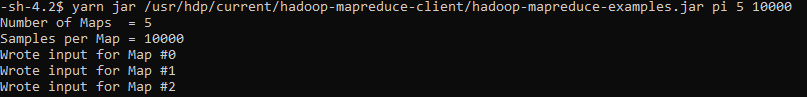 -sh-4.2$ yarn jar /usr/hdp/current/hadoop-mapreduce-client/hadoop-mapreduce-examples.jar pi 5 10000
Number of Maps  = 5
Samples per Map = 10000
Wrote input for Map #0
Wrote input for Map #1
Wrote input for Map #2